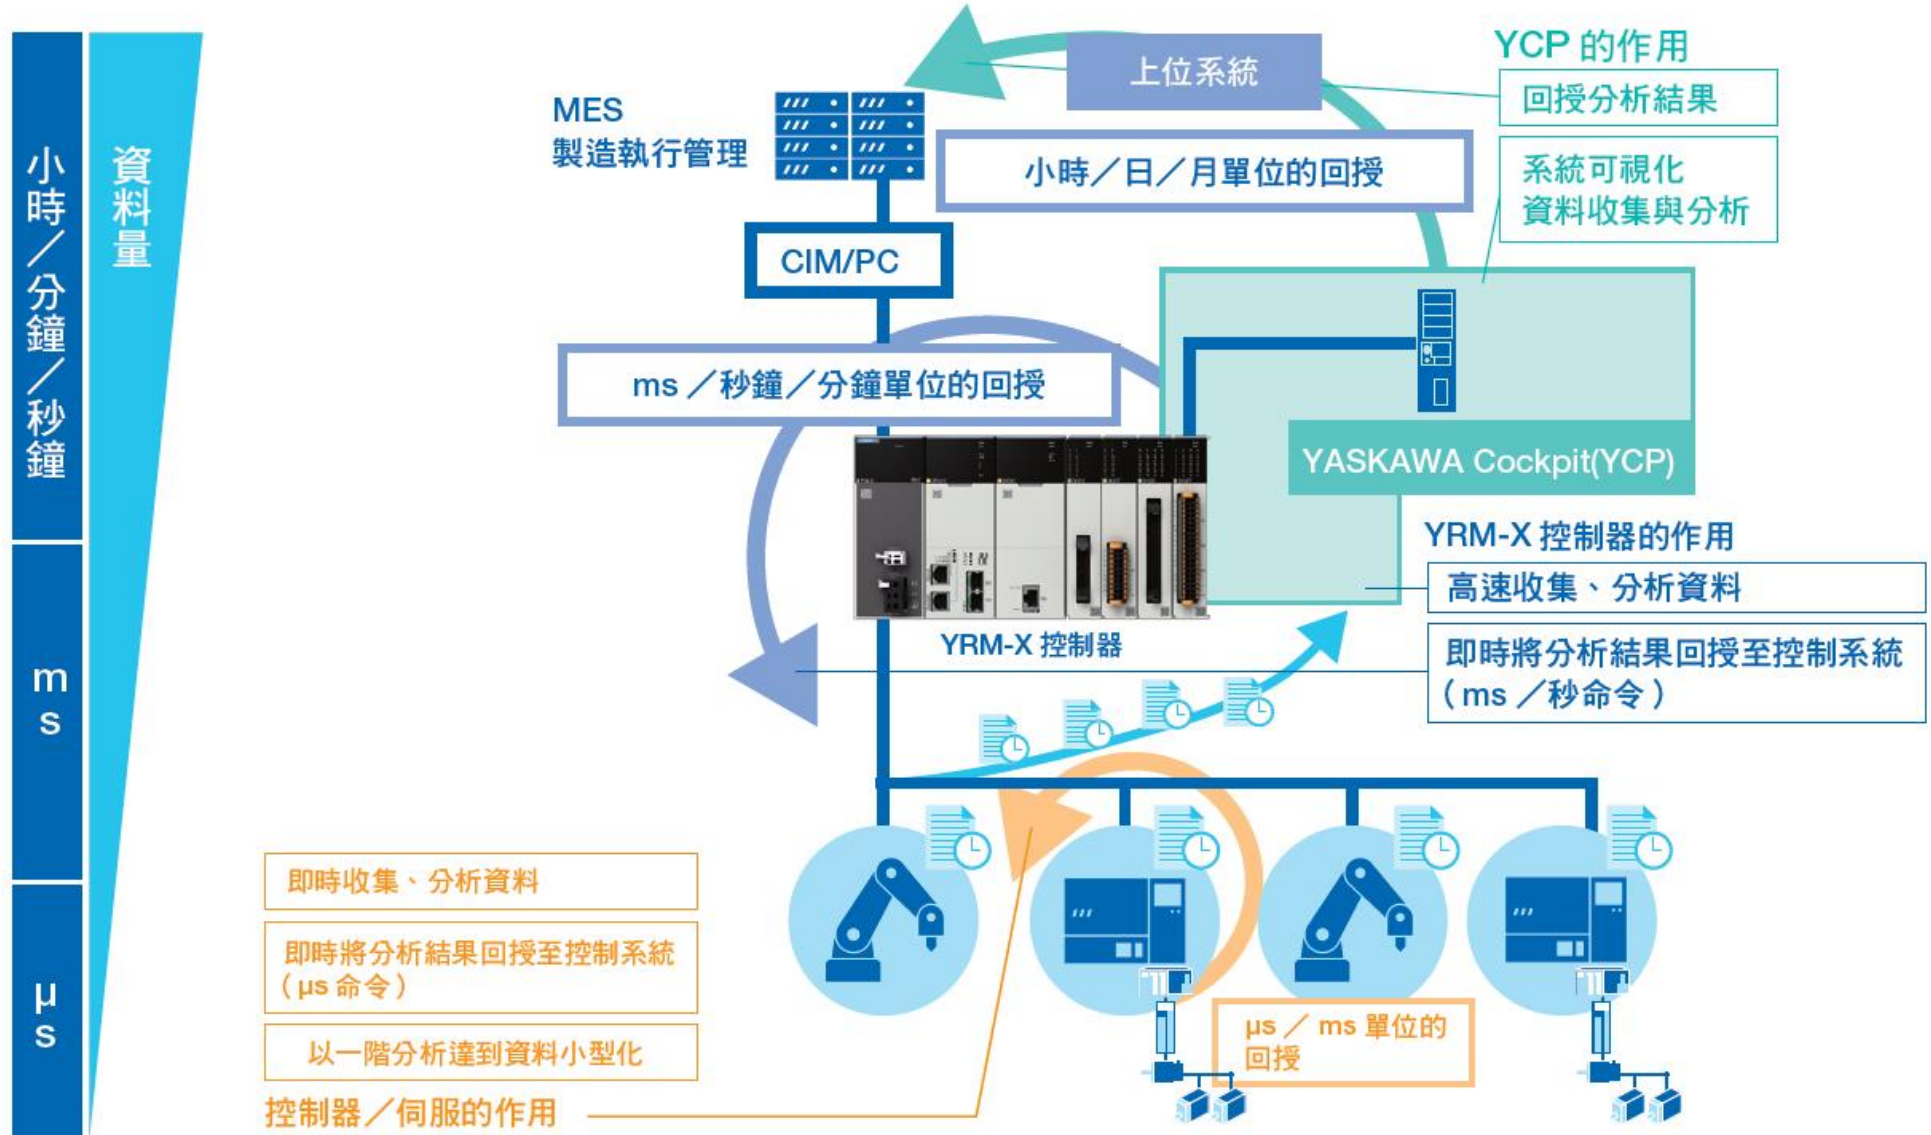 小時／分鐘／秒鐘
ms
μs
資料量
MES
製造執行管理
CIM/PC
上位系統
小時／日／月單位的回授
ms／秒鐘／分鐘單位的回授
YCP 的作用
回授分析結果
系統可視化
資料收集與分析
YASKAWA Cockpit(YCP)
YRM-X 控制器
YRM-X 控制器的作用
高速收集、分析資料
即時將分析結果回授至控制系統
（ms／秒命令）
即時收集、分析資料
即時將分析結果回授至控制系統
（μs 命令）
以一階分析達到資料小型化
控制器／伺服的作用
μs ／ ms 單位的
回授